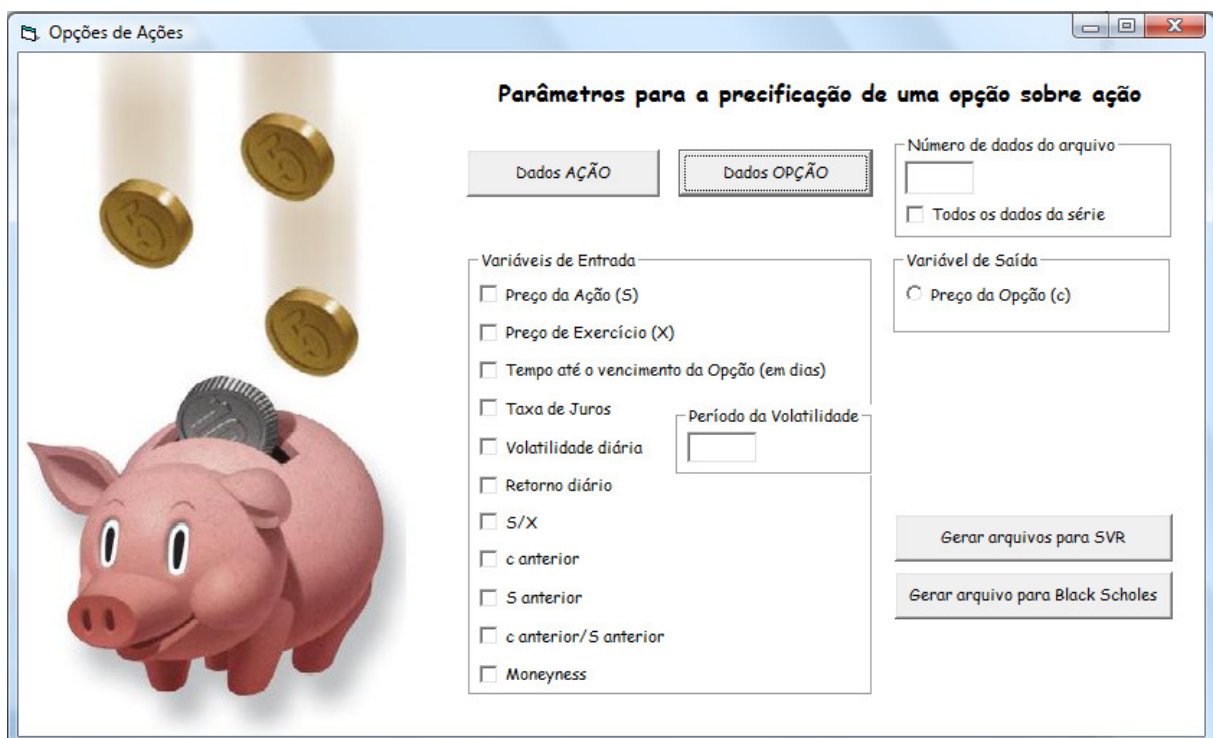 Opções de Ações
Parâmetros para a precificação de uma opção sobre ação
Dados AÇÃO
Dados OPÇÃO
Número de dados do arquivo
Todos os dados da série
Variáveis de Entrada
Preço da Ação (S)
Preço de Exercício (X)
Tempo até o vencimento da Opção (em dias)
Taxa de Juros
Período da Volatilidade
Volatilidade diária
Retorno diário
S/X
c anterior
S anterior
c anterior/S anterior
Moneyness
Variável de Saída
Preço da Opção (c)
Gerar arquivos para SVR
Gerar arquivo para Black Scholes